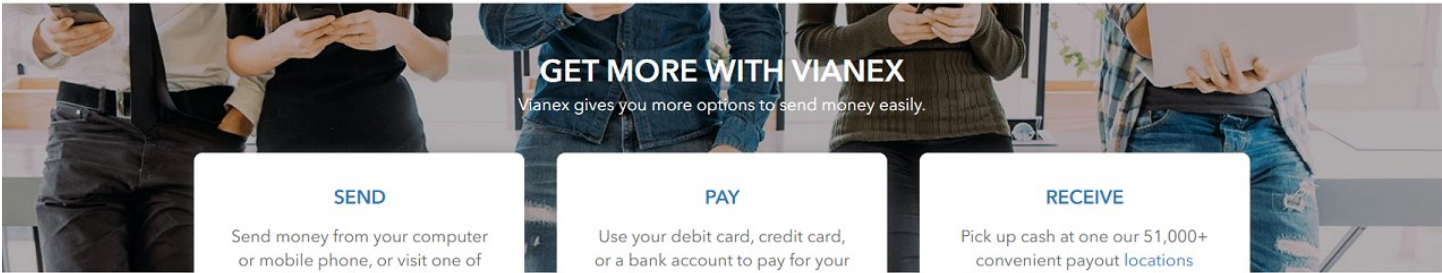 GET MORE WITH VIANEX
Vianex gives you more options to send money easily.
SEND
Send money from your computer
or mobile phone, or visit one of
PAY
Use your debit card, credit card,
or a bank account to pay for your
RECEIVE
Pick up cash at one our 51,000+
convenient payout locations